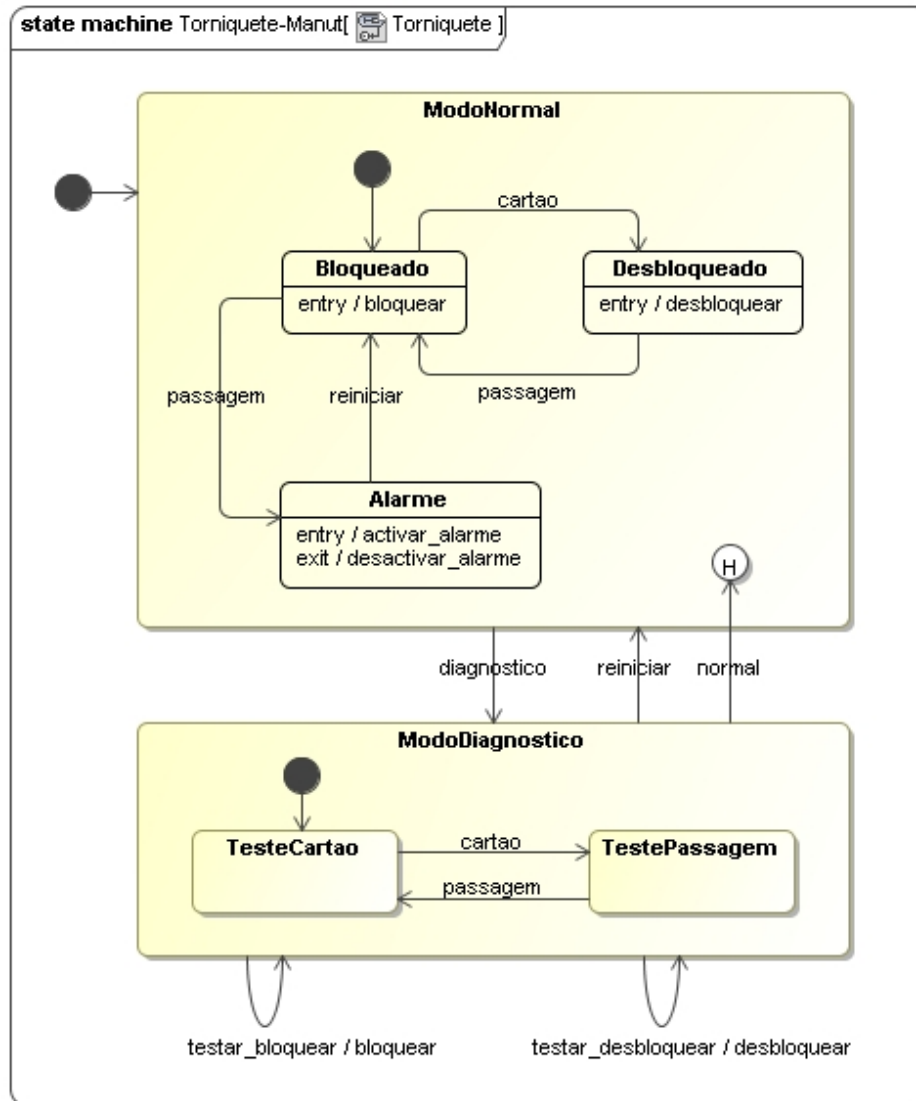 state machine Torniquete-Manut[ Torniquete ]
ModoNormal
cartao
Bloqueado
entry / bloquear
Desbloqueado
entry / desbloquear
passagem
reiniciar
passagem
Alarme
entry / activar_alarme
exit / desactivar_alarme
H
diagnostico
reiniciar
normal
ModoDiagnostico
TesteCartao
cartao
TestePassagem
passagem
testar_bloquear / bloquear
testar_desbloquear / desbloquear